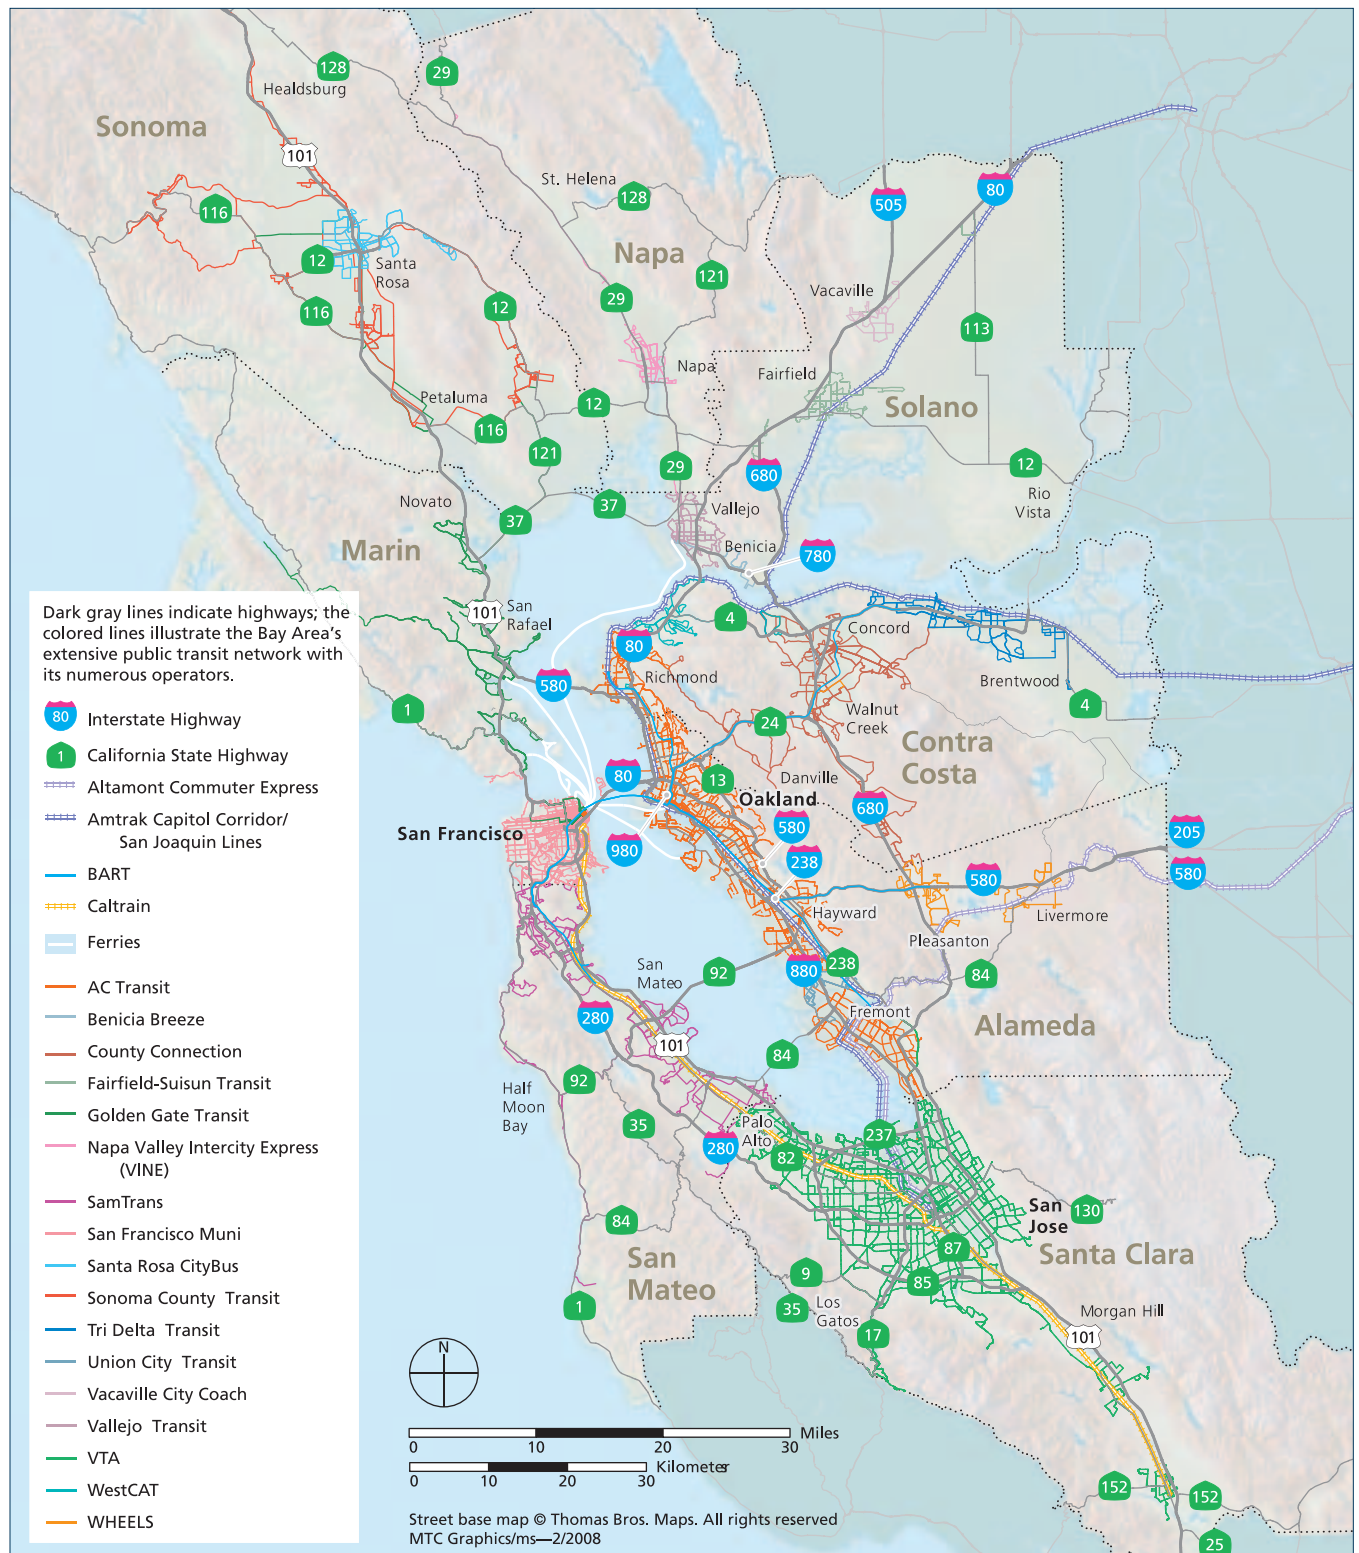 128
29
Healdsburg
Sonoma
101
St. Helena
128
80
505
116
Napa
12
Santa
Rosa
121
29
Vacaville
12
116
113
Napa
Fairfield
Petaluma
12
Solano
116
121
29
680
12
Rio
Vista
Novato
37
37
Vallejo
Marin
Benicia
780
Dark gray lines indicate highways; the
colored lines illustrate the Bay Area's
extensive public transit network with
its numerous operators.
80
Interstate Highway
1
California State Highway
Altamont Commuter Express
Amtrak Capitol Corridor/
San Joaquin Lines
BART
Caltrain
Ferries
AC Transit
Benicia Breeze
County Connection
Fairfield-Suisun Transit
Golden Gate Transit
Napa Valley Intercity Express
(VINE)
SamTrans
San Francisco Muni
Santa Rosa CityBus
Sonoma County Transit
Tri Delta Transit
Union City Transit
Vacaville City Coach
Vallejo Transit
VTA
WestCAT
WHEELS
101
San
Rafael
4
Concord
80
Richmond
580
Brentwood
4
1
24
Walnut
Creek
Contra
Costa
80
13
Danville
Oakland
680
San Francisco
580
205
980
238
580
580
Hayward
Livermore
Pleasanton
San
Mateo
92
880
238
84
280
Fremont
Alameda
101
84
92
Half
Moon
Bay
35
Palo
Alto
237
280
82
San
Jose
130
84
87
Santa Clara
San
Mateo
9
85
1
35
Los
Gatos
17
Morgan Hill
101
N
Miles
0
10
20
30
Kilometers
0
10
20
30
152
152
25
Street base map © Thomas Bros. Maps. All rights reserved
MTC Graphics/ms—2/2008